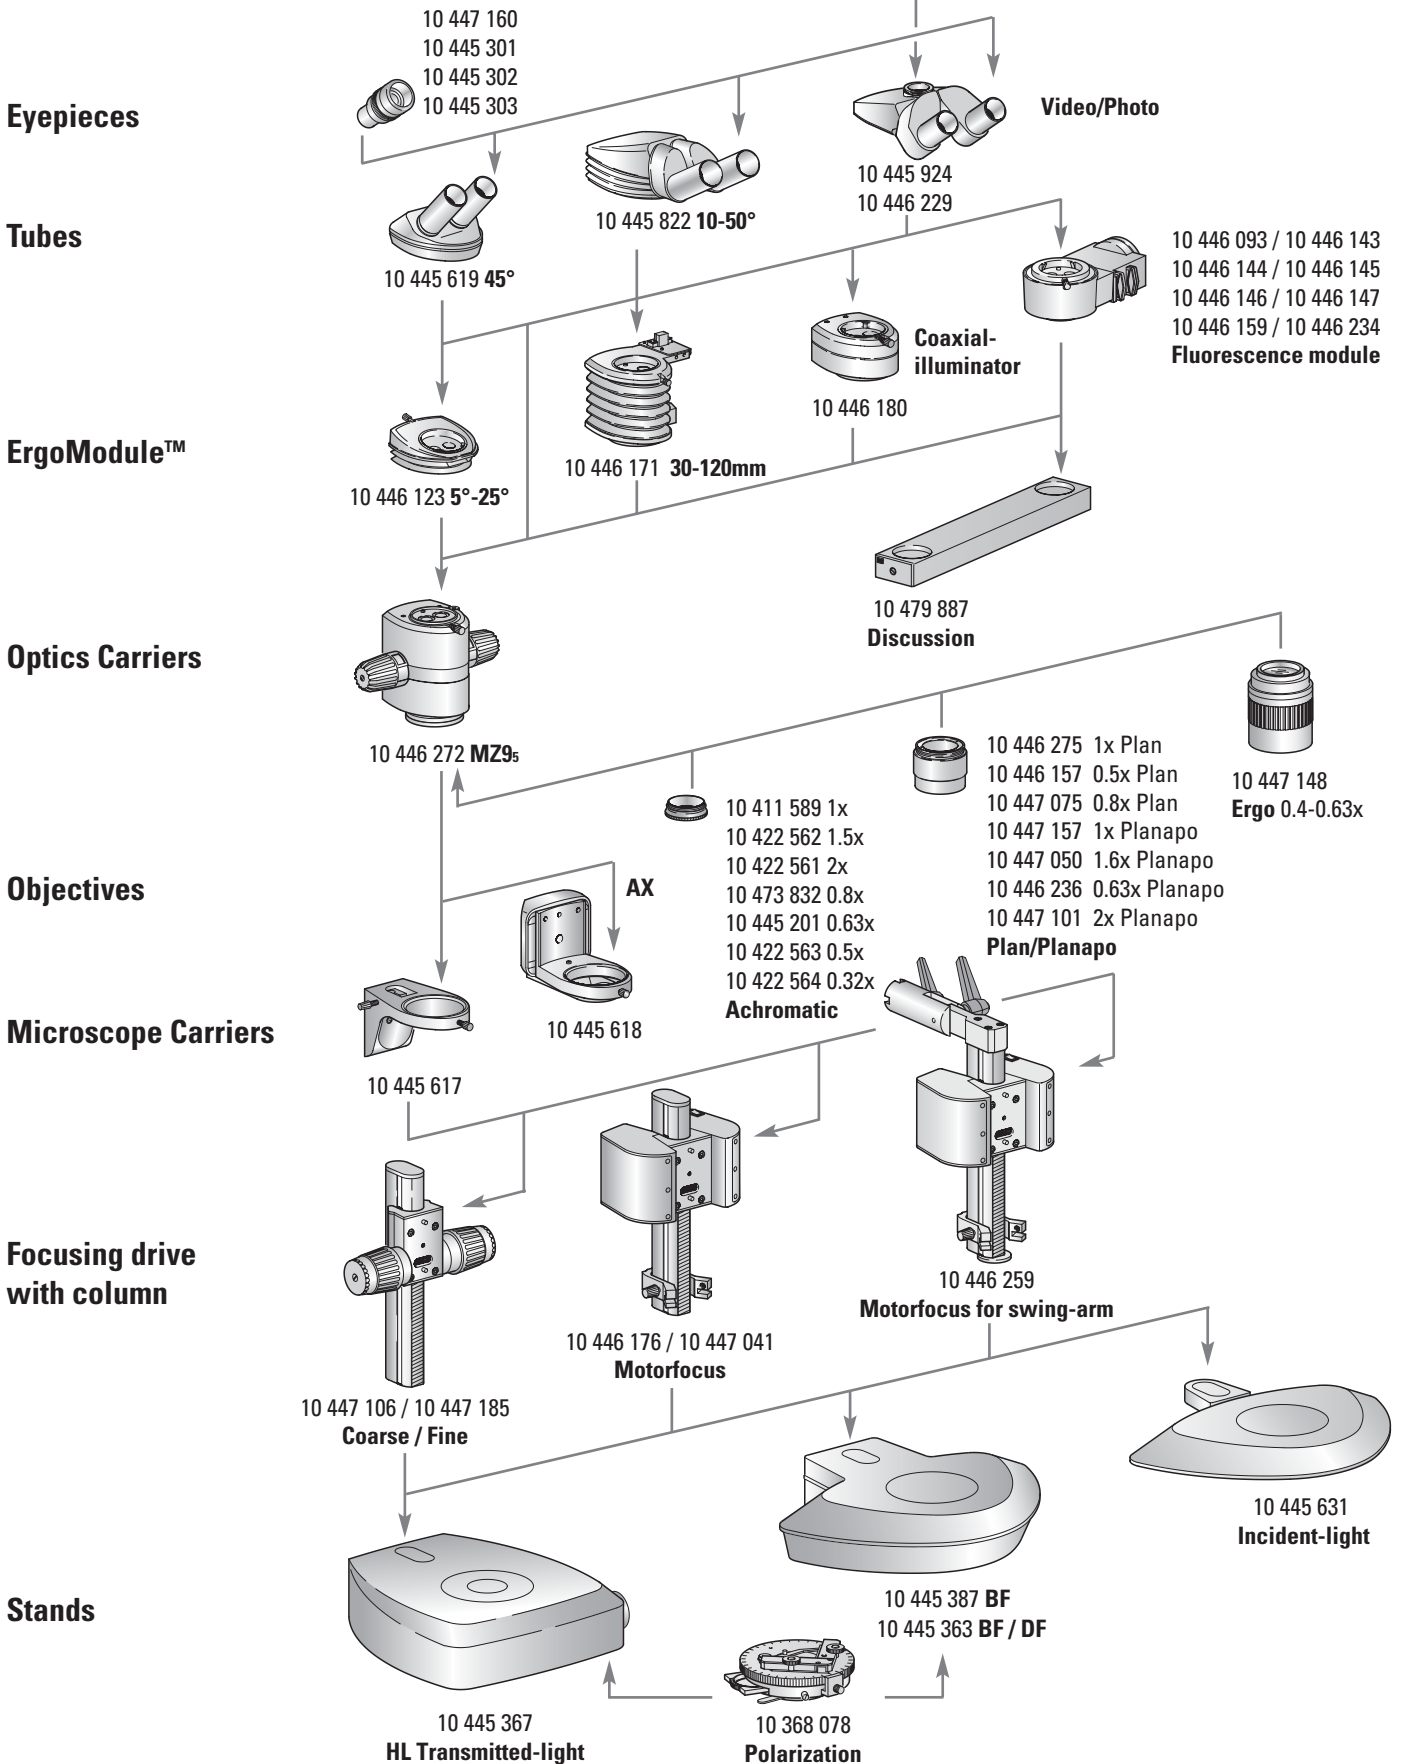 10 447 160
10 445 301
10 445 302
10 445 303
Eyepieces
Video/Photo
10 445 924
10 446 229
10 445 822 10-50°
Tubes
10 445 619 45°
10 446 093 / 10 446 143
10 446 144 / 10 446 145
10 446 146 / 10 446 147
10 446 159 / 10 446 234
Fluorescence module
Coaxial-
illuminator
10 446 180
ErgoModule™
10 446 171 30-120mm
10 446 123 5°-25°
10 479 887
Discussion
Optics Carriers
10 446 272 MZ95
10 411 589 1x
10 422 562 1.5x
10 422 561 2x
10 473 832 0.8x
10 445 201 0.63x
10 422 563 0.5x
10 422 564 0.32x
Achromatic
10 446 275 1x Plan
10 446 157 0.5x Plan
10 447 075 0.8x Plan
10 447 157 1x Planapo
10 447 050 1.6x Planapo
10 446 236 0.63x Planapo
10 447 101 2x Planapo
Plan/Planapo
10 447 148
Ergo 0.4-0.63x
Objectives
AX
Microscope Carriers
10 445 618
10 445 617
Focusing drive
with column
10 446 259
Motorfocus for swing-arm
10 446 176 / 10 447 041
Motorfocus
10 447 106 / 10 447 185
Coarse / Fine
10 445 631
Incident-light
Stands
10 445 387 BF
10 445 363 BF / DF
10 445 367
HL Transmitted-light
10 368 078
Polarization